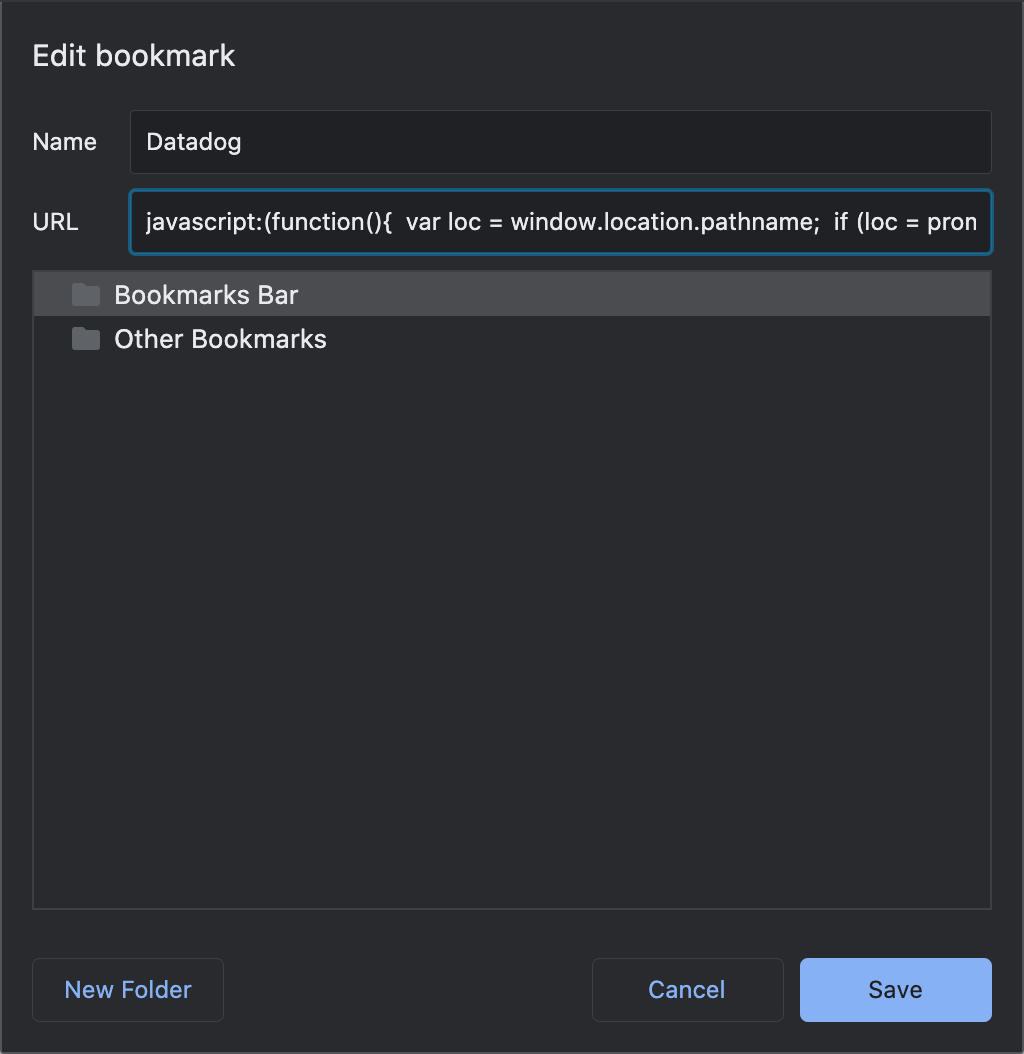 Edit bookmark
Name Datadog
URL javascript:(function(){  var loc = window.location.pathname;  if (loc = pron
Bookmarks Bar
Other Bookmarks
New Folder Cancel Save